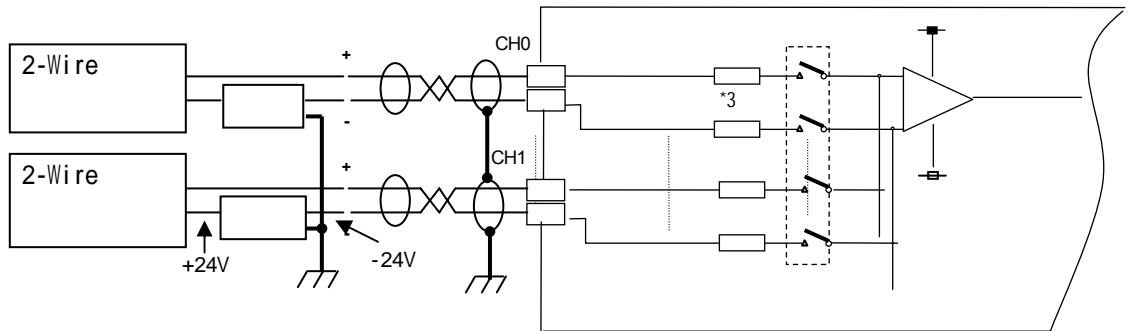 CH0
+
2-Wire
*3
-
CH1
+
2-Wire
-
+24V
-24V